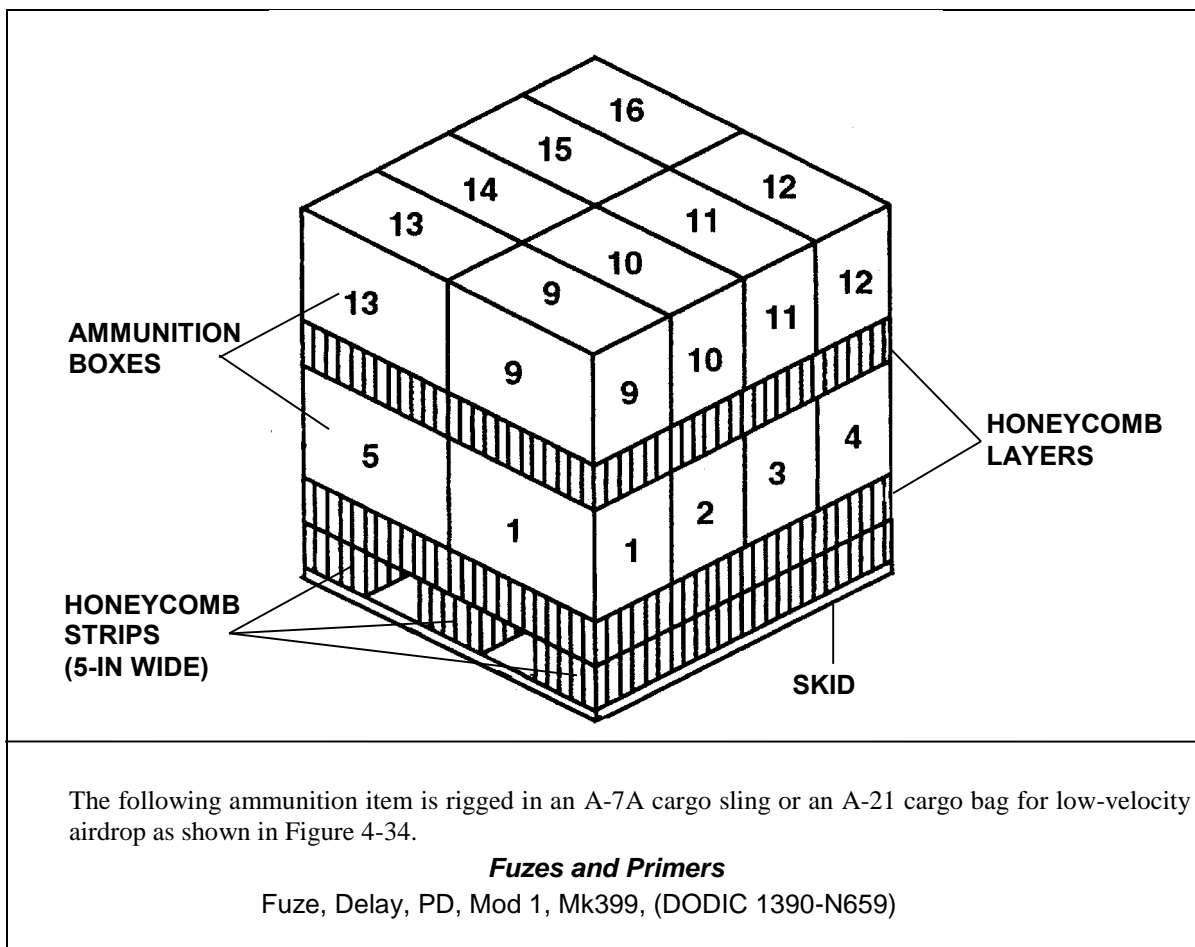 16
15
12
14
11
13
10
9
12
11
13
10
9
9
AMMUNITION
BOXES
HONEYCOMB
LAYERS
4
5
3
2
1
1
HONEYCOMB
STRIPS
(5-IN WIDE)
SKID
The following ammunition item is rigged in an A-7A cargo sling or an A-21 cargo bag for low-velocity
airdrop as shown in Figure 4-34.
Fuzes and Primers
Fuze, Delay, PD, Mod 1, Mk399, (DODIC 1390-N659)